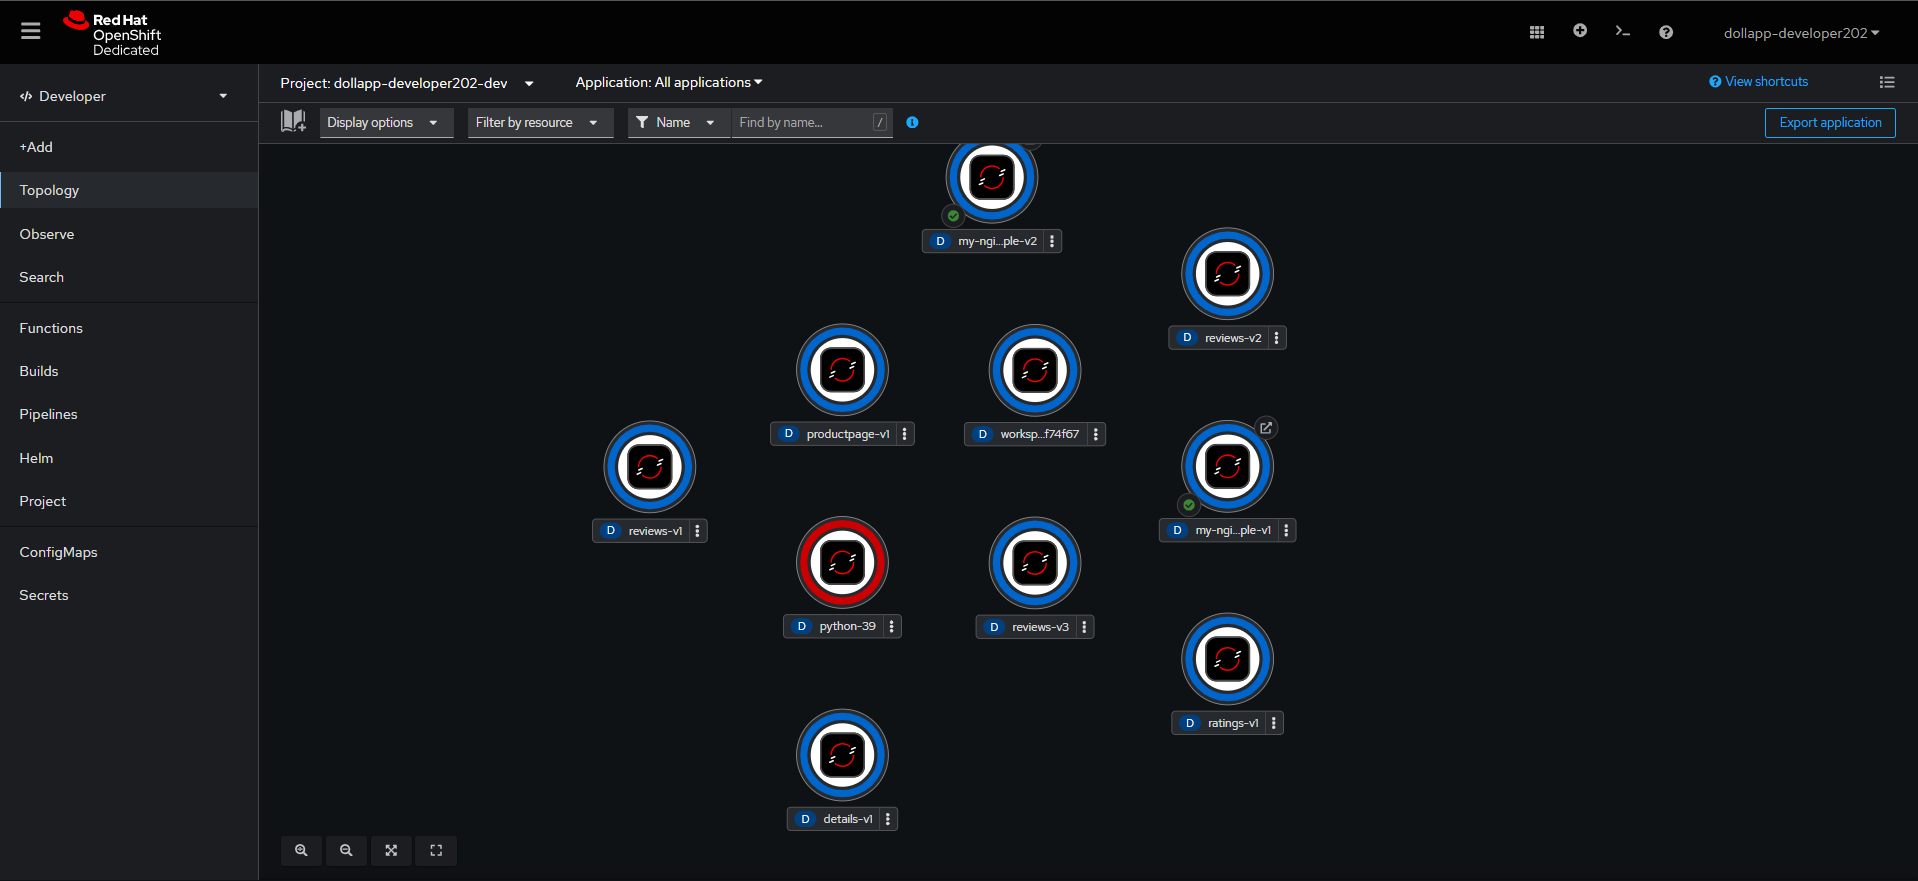 Red Hat
OpenShift
Dedicated
dollapp-developer202
Developer
Project: dollapp-developer202-dev
Application: All applications
View shortcuts
Display options
Filter by resource
Name
Find by name...
/
Export application
+Add
Topology
Observe
Search
Functions
Builds
Pipelines
Helm
Project
ConfigMaps
Secrets
D my-ngi...ple-v2
D reviews-v2
D productpage-v1
D worksp...f74f67
D reviews-v1
D my-ngi...ple-v1
D python-39
D reviews-v3
D ratings-v1
D details-v1